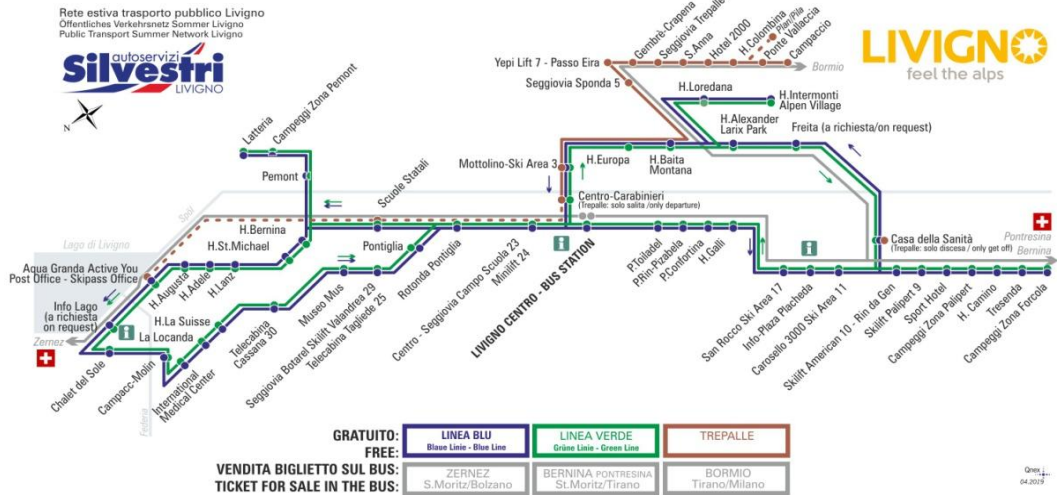 Rete estiva trasporto pubblico Livigno
Öffentliches Verkehrsnetz Sommer Livigno
Public Transport Summer Network Livigno
autoservizi
Silvestri
LIVIGNO
N
LIVIGNO
feel the alps
Gembrè-Crapena
Seggiovia Trepalle
S.Anna
Hotel 2000
H.Colombina
Plan/Pila
Ponte Vallaccia
Campaccio
Yepi Lift 7 - Passo Eira
Bormio
Seggiovia Sponda 5
H.Loredana
H.Intermonti
Alpen Village
H.Alexander
Larix Park
Freita (a richiesta/on request)
Latteria
Campeggi Zona Pemont
Pemont
Scuole Statali
Mottolino-Ski Area 3
H.Europa
H.Baita
Montana
Centro-Carabinieri
(Trepalle: solo salita /only departure)
Spöl
Lago di Livigno
H.Bernina
H.St.Michael
Pontiglia
Casa della Sanità
(Trepalle: solo discesa / only get off)
Pontresina
Bernina
Aqua Granda Active You
Post Office - Skipass Office
H.Augusta
H.Adele
H.Lanz
Info Lago
(a richiesta
on request)
Zernez
H.La Suisse
La Locanda
Chalet del Sole
Campacc-Molin
International
Medical Center
Telecabina
Cassana 30
Museo Mus
Seggiovia Botarel Skilift Valandrea 29
Telecabina Tagliede 25
Rotonda Pontiglia
Centro - Seggiovia Campo Scuola 23
Minilift 24
LIVIGNO CENTRO - BUS STATION
P.Toiladel
P.Rin-Pizabela
P.Confortina
H.Galli
San Rocco Ski Area 17
Info-Plaza Placheda
Carosello 3000 Ski Area 11
Skilift American 10 - Rin da Gen
Skilift Palipert 9
Sport Hotel
Campeggi Zona Palipert
H. Camino
Tresenda
Campeggi Zona Forcola
Federia
GRATUITO:
FREE:
LINEA BLU
Blaue Linie - Blue Line
LINEA VERDE
Grüne Linie - Green Line
TREPALLE
VENDITA BIGLIETTO SUL BUS:
TICKET FOR SALE IN THE BUS:
ZERNEZ
S.Moritz/Bolzano
BERNINA PONTRESINA
St.Moritz/Tirano
BORMIO
Tirano/Milano
Qnex
04.2019